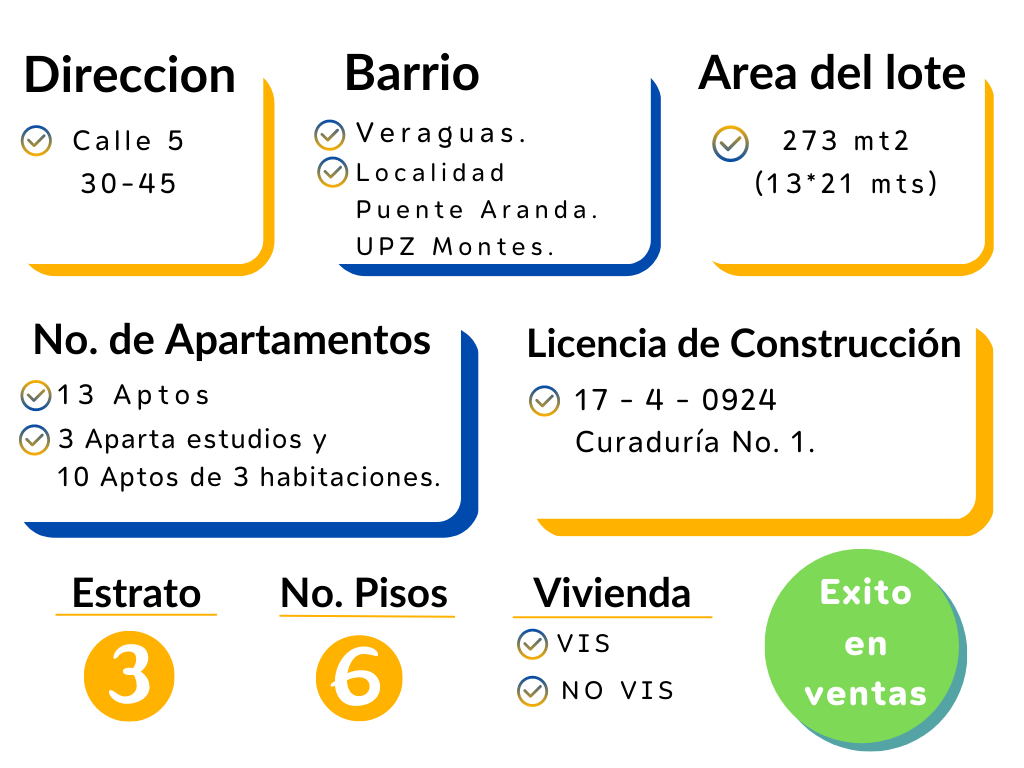 Direccion
Calle 5
30-45
Barrio
Veraguas.
Localidad
Puente Aranda.
UPZ Montes.
Area del lote
273 mt2
(13*21 mts)
No. de Apartamentos
13 Aptos
3 Aparta estudios y
10 Aptos de 3 habitaciones.
Licencia de Construcción
17 - 4 - 0924
Curaduría No. 1.
Estrato
3
No. Pisos
6
Vivienda
VIS
NO VIS
Exito
en
ventas